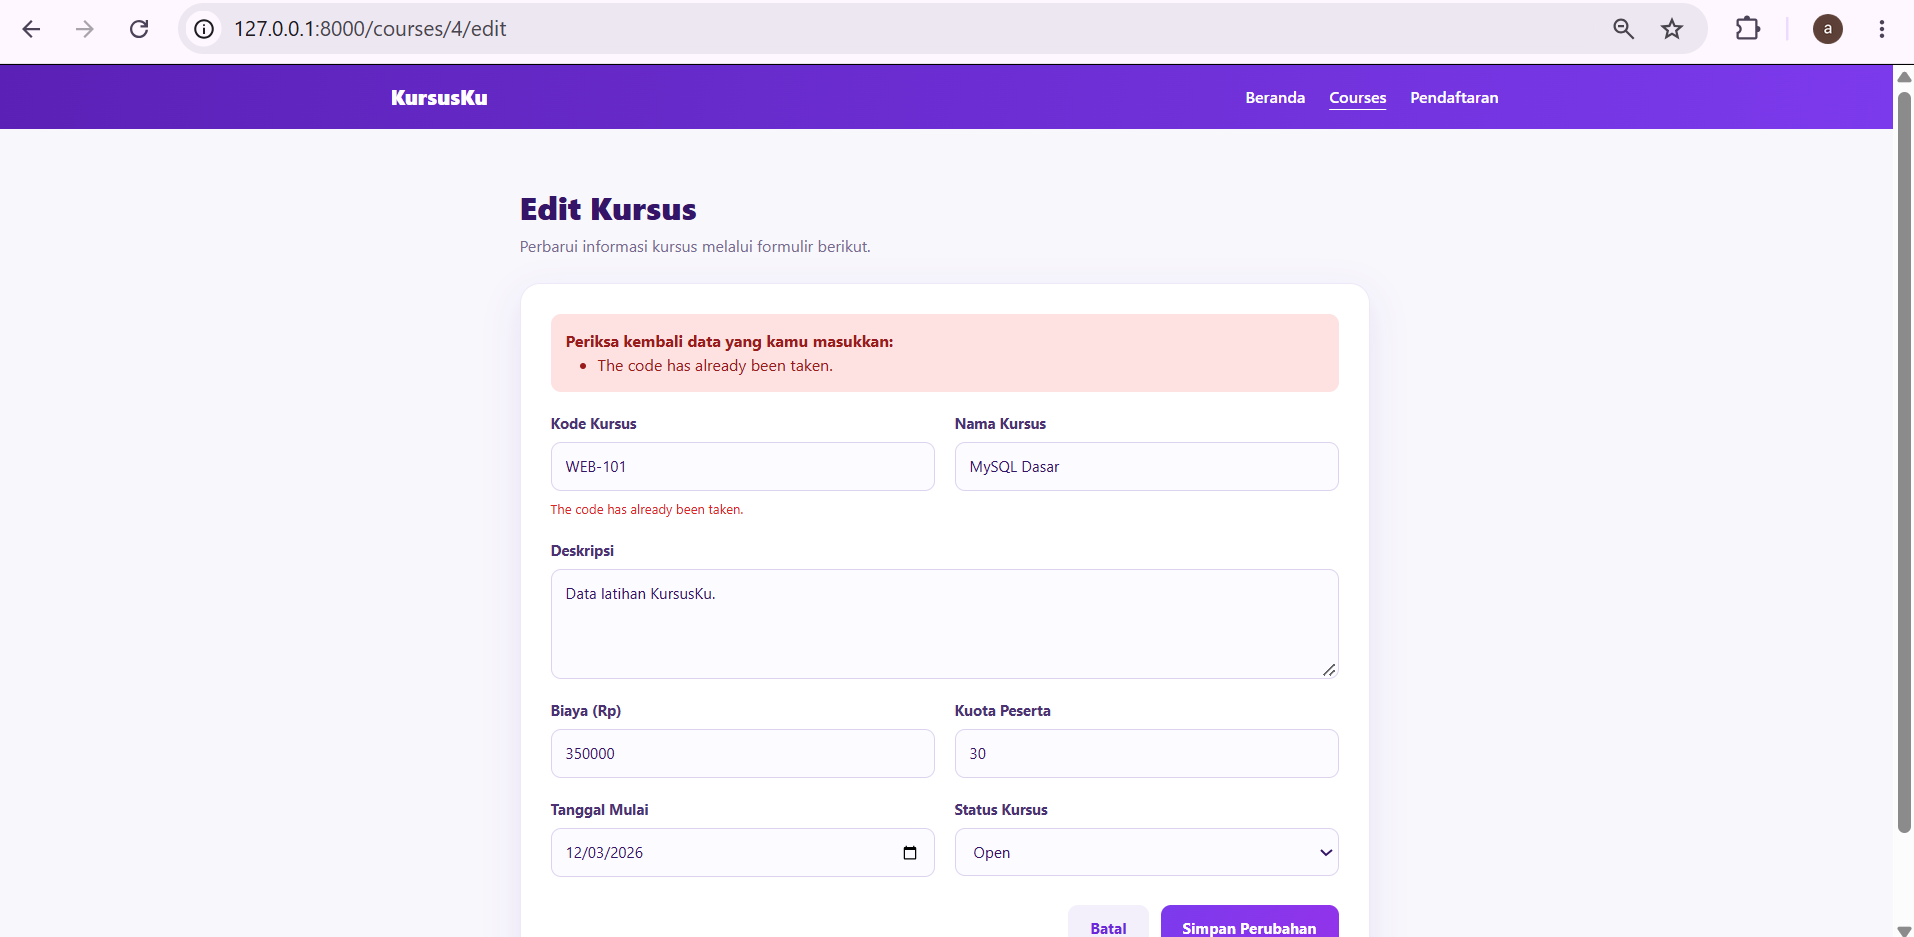 127.0.0.1:8000/courses/4/edit
a
KursusKu
Beranda Courses Pendaftaran
Edit Kursus
Perbarui informasi kursus melalui formulir berikut.
Periksa kembali data yang kamu masukkan:
• The code has already been taken.
Kode Kursus Nama Kursus
WEB-101 MySQL Dasar
The code has already been taken.
Deskripsi
Data latihan KursusKu.
Biaya (Rp) Kuota Peserta
350000 30
Tanggal Mulai Status Kursus
12/03/2026 Open
Batal Simpan Perubahan